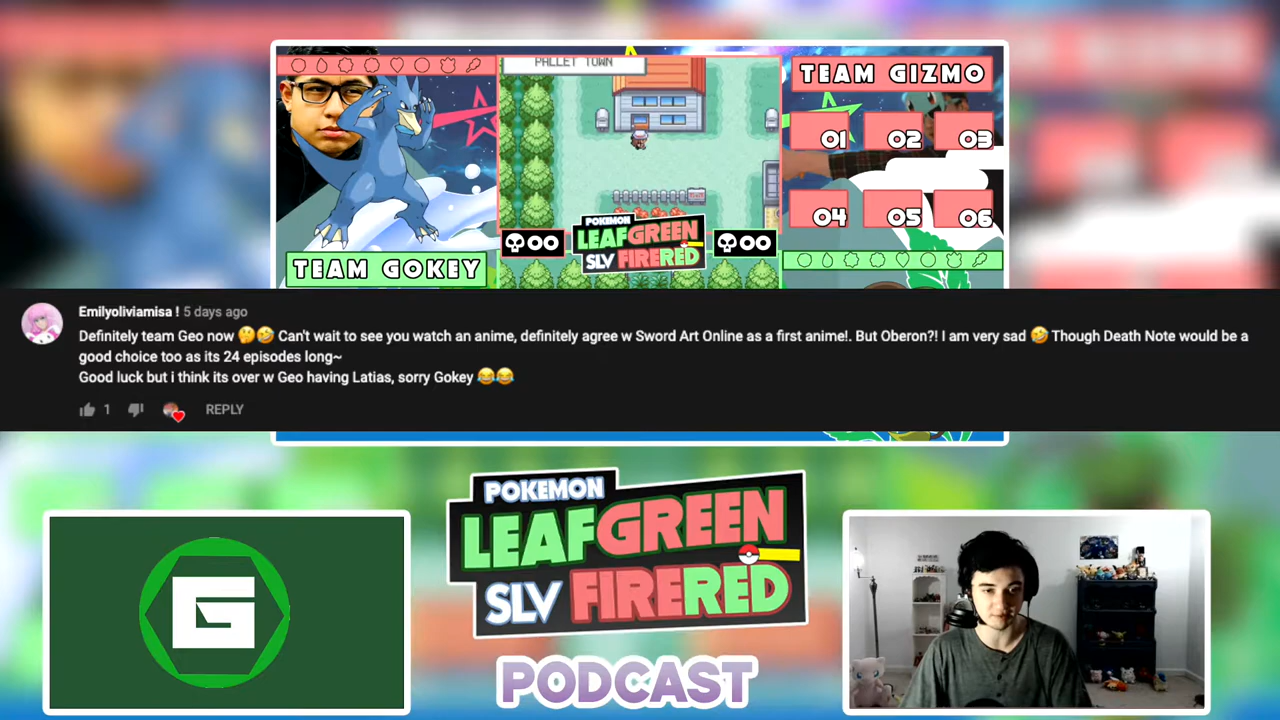 PALLET TOWN
TEAM GIZMO
01 02 03
04 05 06
00
POKEMON
LEAFGREEN
SLV FIRERED
00
TEAM GOKEY
Emilyoliviamisa ! 5 days ago
Definitely team Geo now 🤔🤣 Can't wait to see you watch an anime, definitely agree w Sword Art Online as a first anime!. But Oberon?! I am very sad 🤣 Though Death Note would be a
good choice too as its 24 episodes long~
Good luck but i think its over w Geo having Latias, sorry Gokey 😂😂
1 REPLY
POKEMON
LEAFGREEN
SLV FIRERED
PODCAST
G